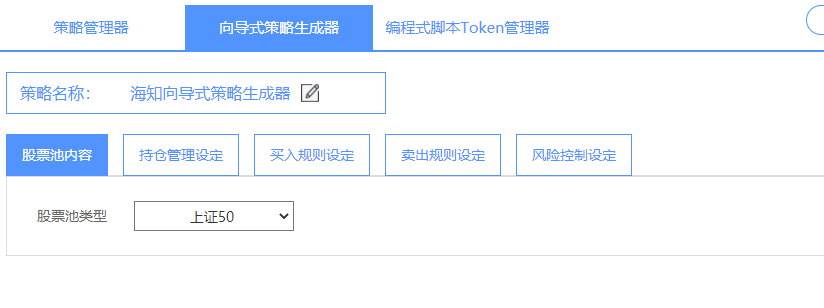 策略管理器 向导式策略生成器 编程式脚本Token管理器
策略名称： 海知向导式策略生成器
股票池内容 持仓管理设定 买入规则设定 卖出规则设定 风险控制设定
股票池类型 上证50